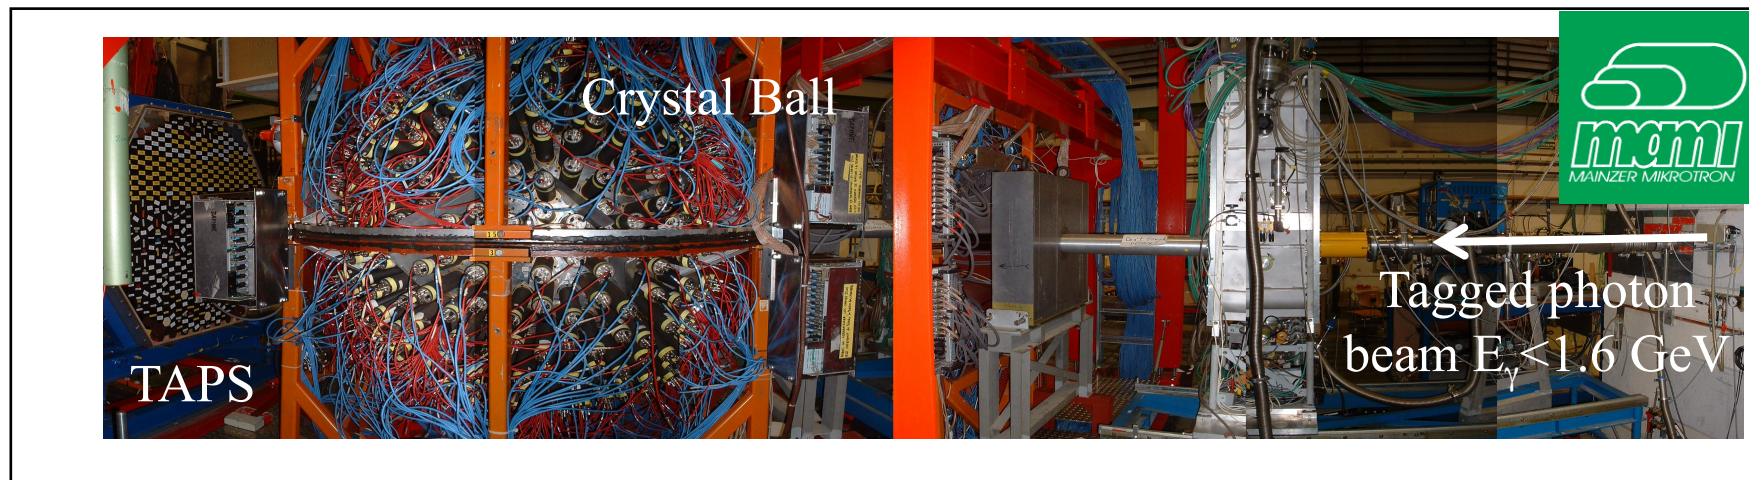 Crystal Ball
mami
MAINZER MIKROTRON
TAPS
Tagged photon
beam Eγ<1.6 GeV